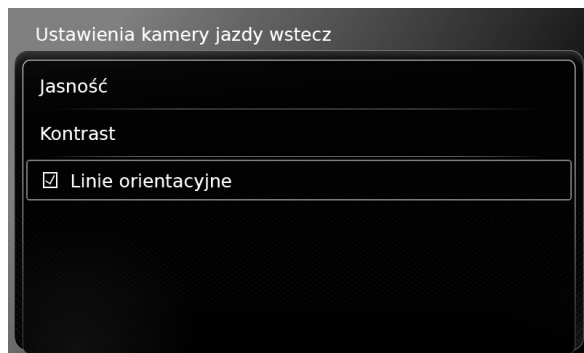 Ustawienia kamery jazdy wstecz
Jasność
Kontrast
Linie orientacyjne